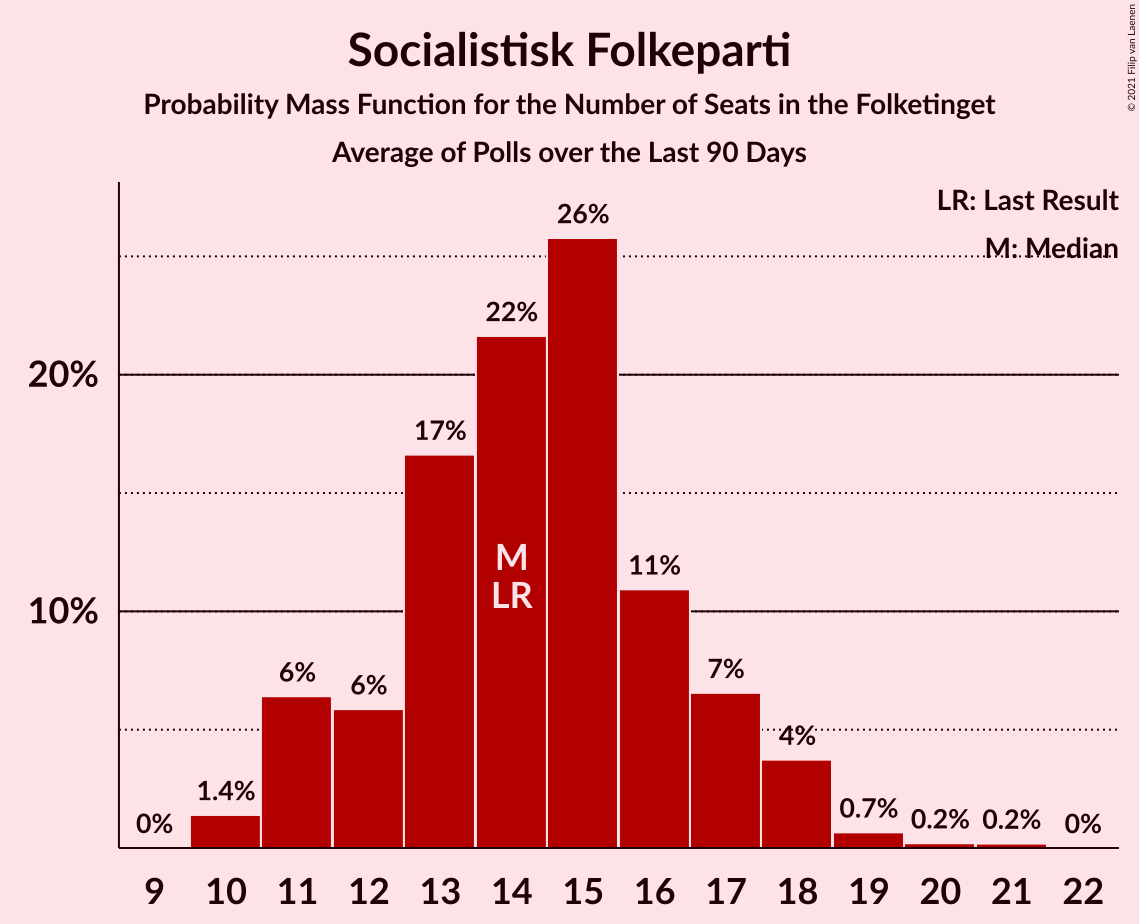 Socialistisk Folkeparti
Probability Mass Function for the Number of Seats in the Folketinget
Average of Polls over the Last 90 Days
© 2021 Filip van Laenen
LR: Last Result
M: Median
26%
22%
20%
17%
M
LR
11%
10%
6%
6%
7%
4%
1.4%
0%
0.7%
0.2%
0.2%
0%
9 10 11 12 13 14 15 16 17 18 19 20 21 22